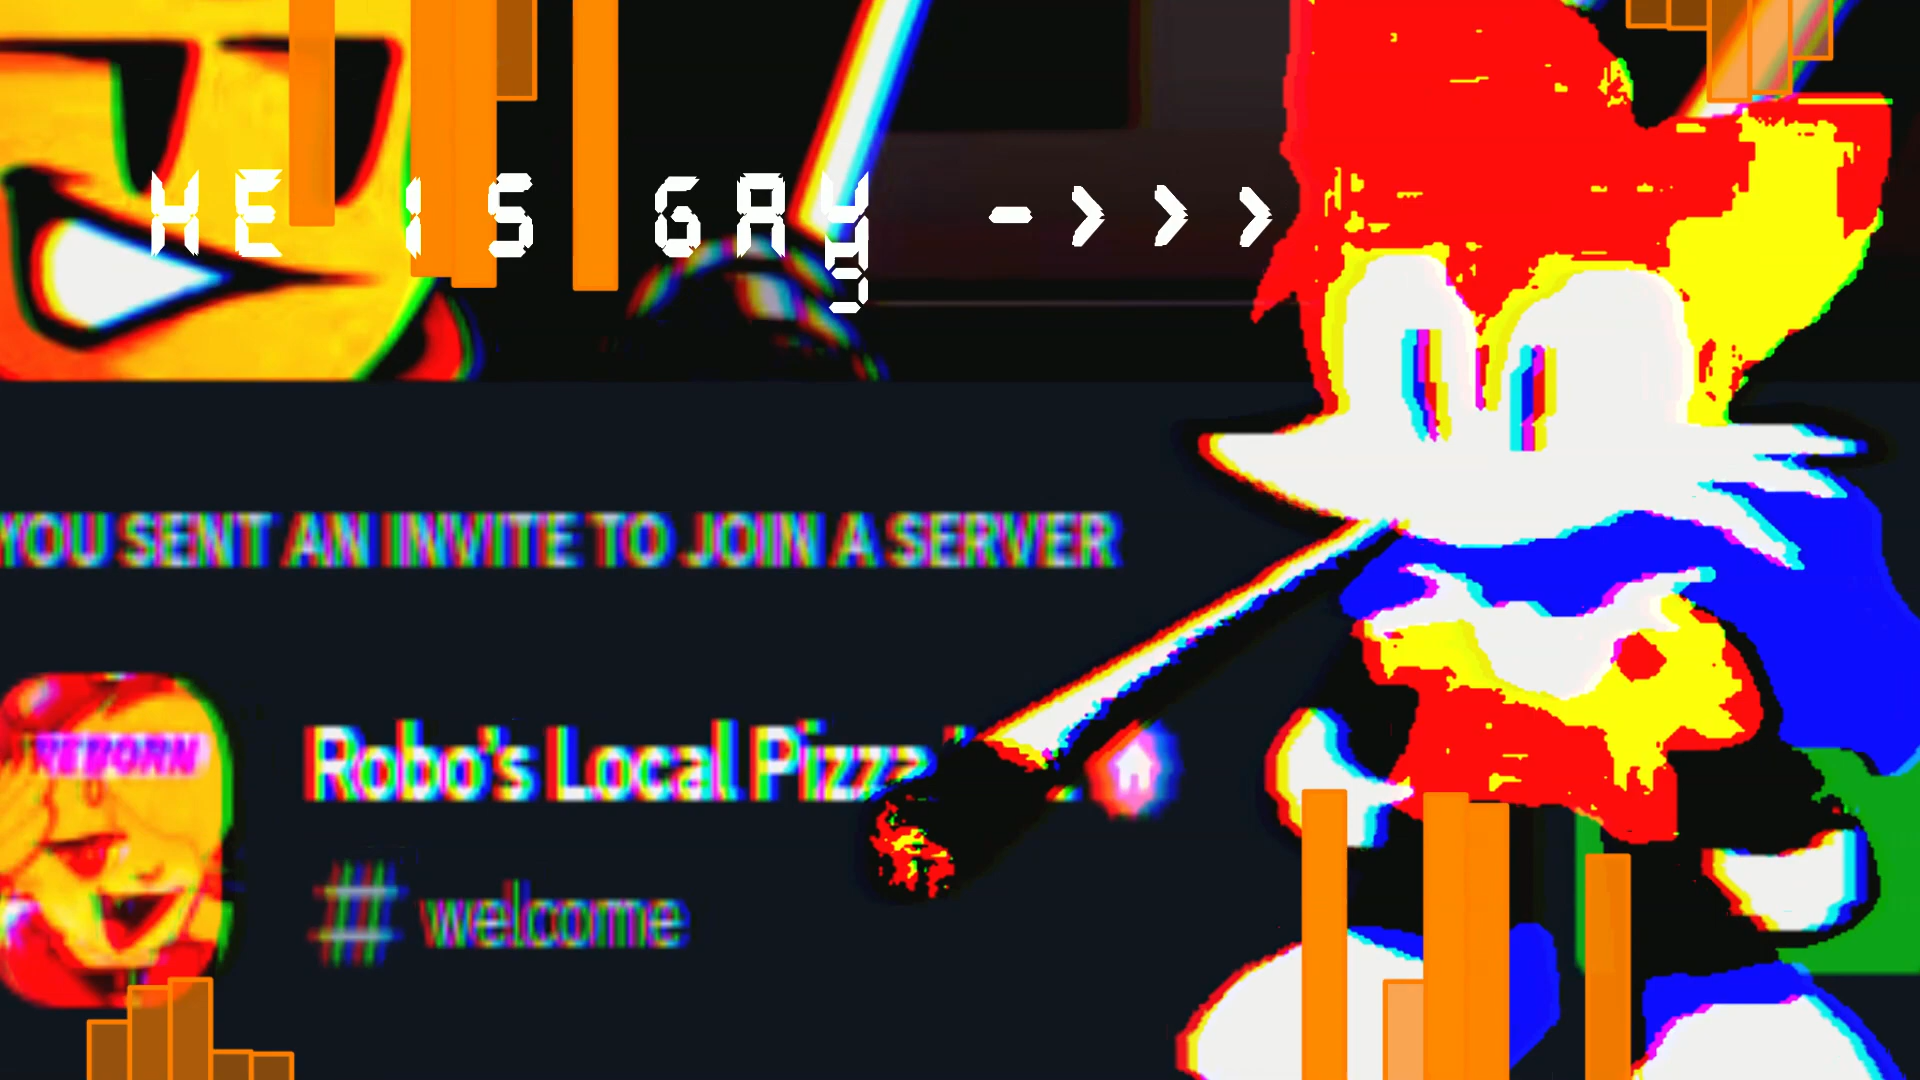 HE IS GAY ->>>
YOU SENT AN INVITE TO JOIN A SERVER
REBORN
Robo's Local Pizza
# welcome